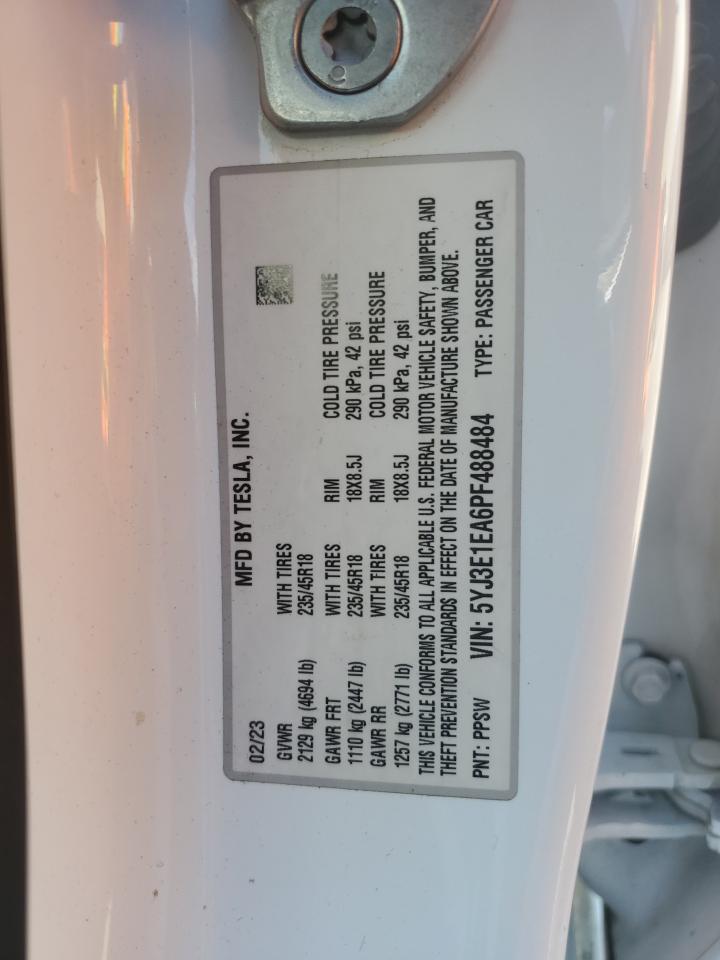 9
MFD BY TESLA, INC.
02/23
GVWR WITH TIRES
2129 kg (4694 lb) 235/45R18
GAWR FRT WITH TIRES RIM COLD TIRE PRESSURE
1110 kg (2447 lb) 235/45R18 18X8.5J 290 kPa, 42 psi
GAWR RR WITH TIRES RIM COLD TIRE PRESSURE
1257 kg (2771 lb) 235/45R18 18X8.5J 290 kPa, 42 psi
THIS VEHICLE CONFORMS TO ALL APPLICABLE U.S. FEDERAL MOTOR VEHICLE SAFETY, BUMPER, AND
THEFT PREVENTION STANDARDS IN EFFECT ON THE DATE OF MANUFACTURE SHOWN ABOVE.
PNT: PPSW VIN: 5YJ3E1EA6PF488484 TYPE: PASSENGER CAR